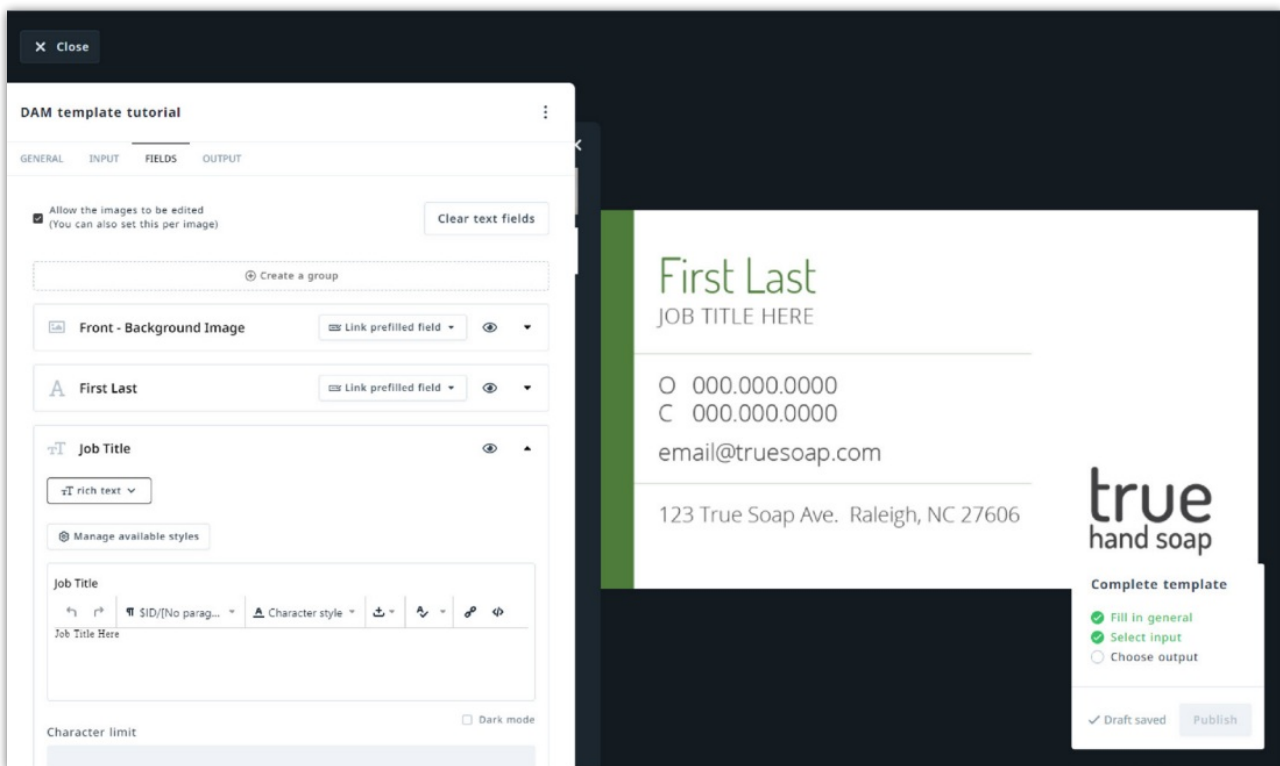 Close
DAM template tutorial
GENERAL INPUT FIELDS OUTPUT
Allow the images to be edited
(You can also set this per image)
Clear text fields
Create a group
Front - Background Image
Link prefilled field
First Last
Link prefilled field
Job Title
rich text
Manage available styles
Job Title
$ID/[No parag... Character style
Job Title Here
Dark mode
Character limit
First Last
JOB TITLE HERE
O 000.000.0000
C 000.000.0000
email@truesoap.com
123 True Soap Ave. Raleigh, NC 27606
true
hand soap
Complete template
Fill in general
Select input
Choose output
Draft saved Publish